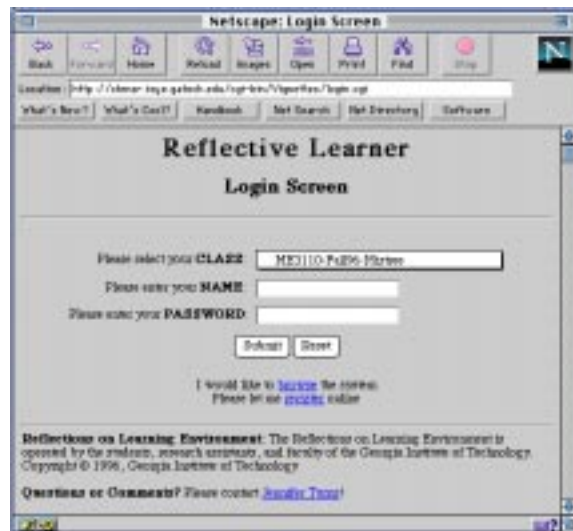 Netscape: Login Screen
Back Forward Home Reload Images Open Print Find Stop
N
Location:
What's New? What's Cool? Handbook Net Search Net Directory Software
Reflective Learner
Login Screen
Please select your CLASS ME3110-Fall96-Mistree
Please enter your NAME
Please enter your PASSWORD
Submit Reset
I would like to browse the system.
Please let me register online
Reflections on Learning Environment: The Reflections on Learning Environment is
operated by the students, research assistants, and faculty of the Georgia Institute of Technology.
Copyright © 1996, Georgia Institute of Technology
Questions or Comments? Please contact Jennifer Turns!